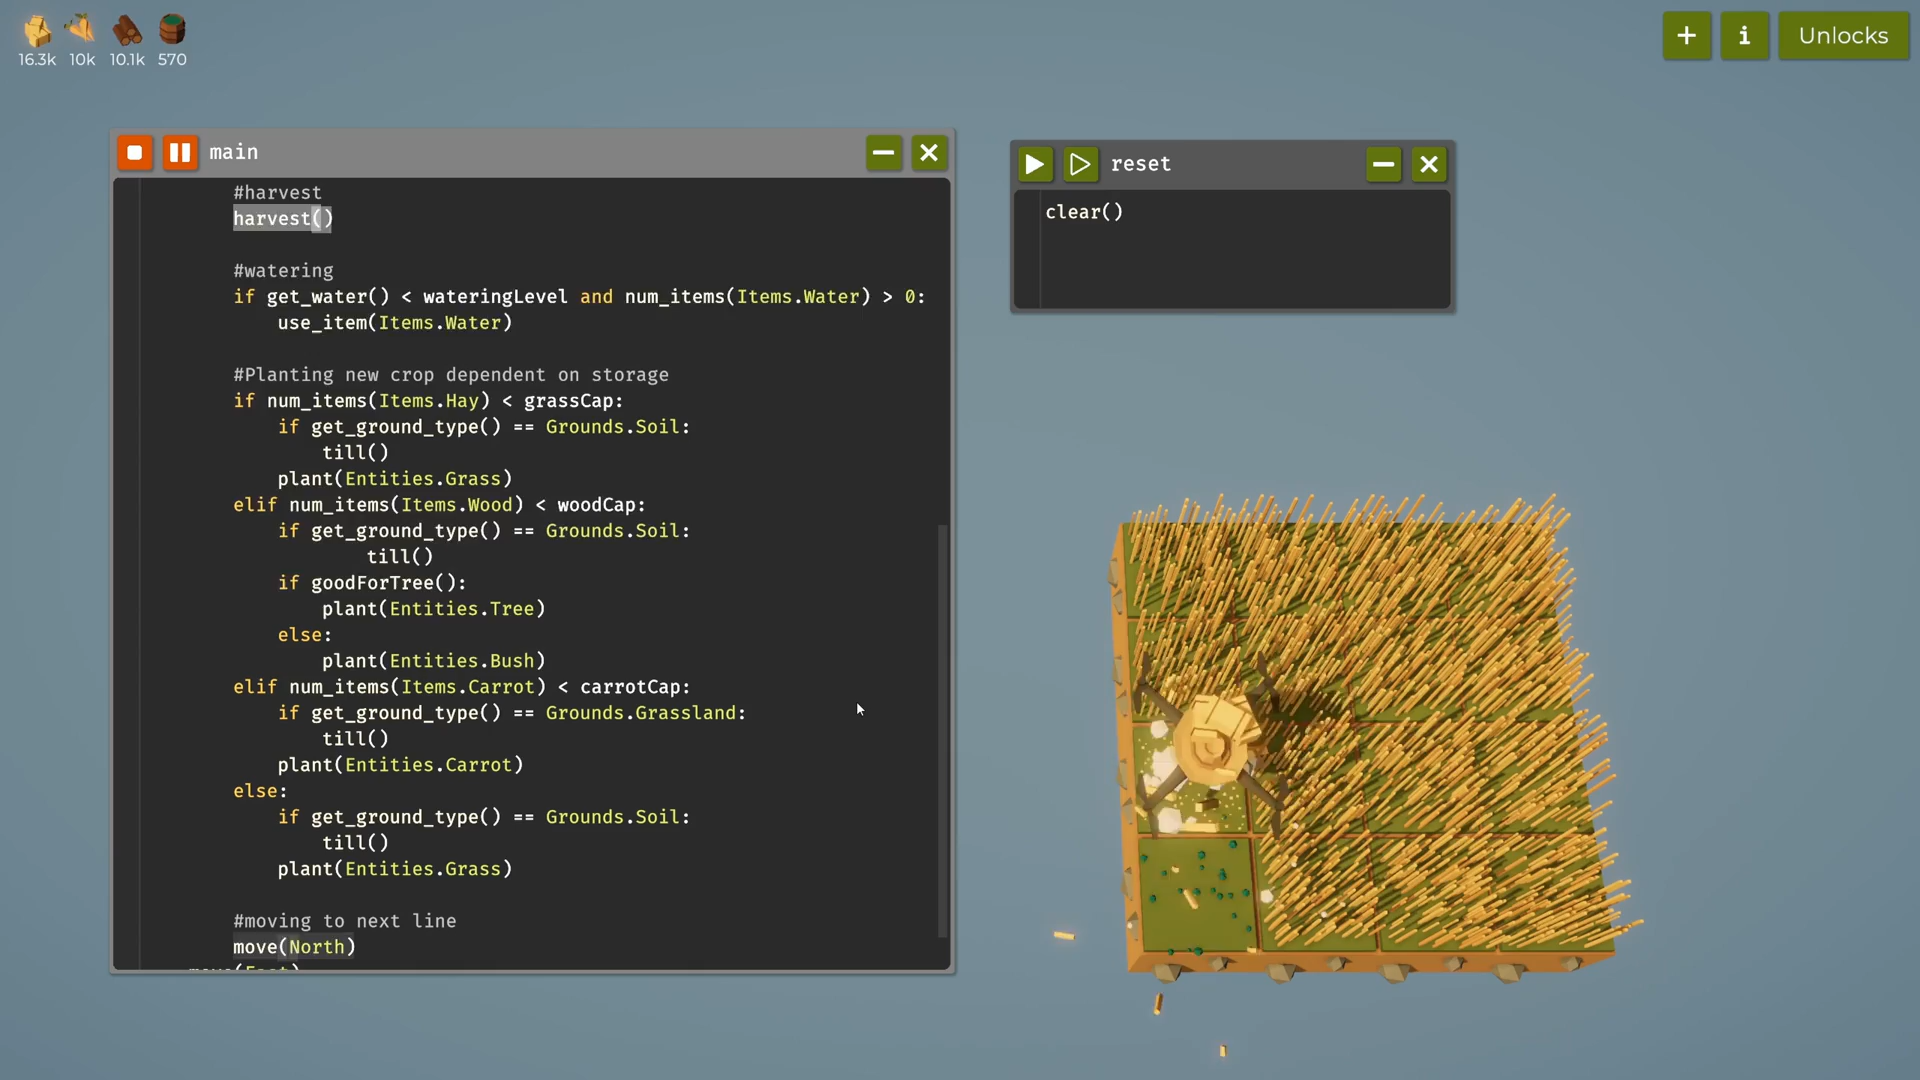 16.3k 10k 10.1k 570
+ i Unlocks
main
#harvest
harvest()
#watering
if get_water() < wateringLevel and num_items(Items.Water) > 0:
use_item(Items.Water)
#Planting new crop dependent on storage
if num_items(Items.Hay) < grassCap:
if get_ground_type() == Grounds.Soil:
till()
plant(Entities.Grass)
elif num_items(Items.Wood) < woodCap:
if get_ground_type() == Grounds.Soil:
till()
if goodForTree():
plant(Entities.Tree)
else:
plant(Entities.Bush)
elif num_items(Items.Carrot) < carrotCap:
if get_ground_type() == Grounds.Grassland:
till()
plant(Entities.Carrot)
else:
if get_ground_type() == Grounds.Soil:
till()
plant(Entities.Grass)
#moving to next line
move(North)
move(East)
reset
clear()